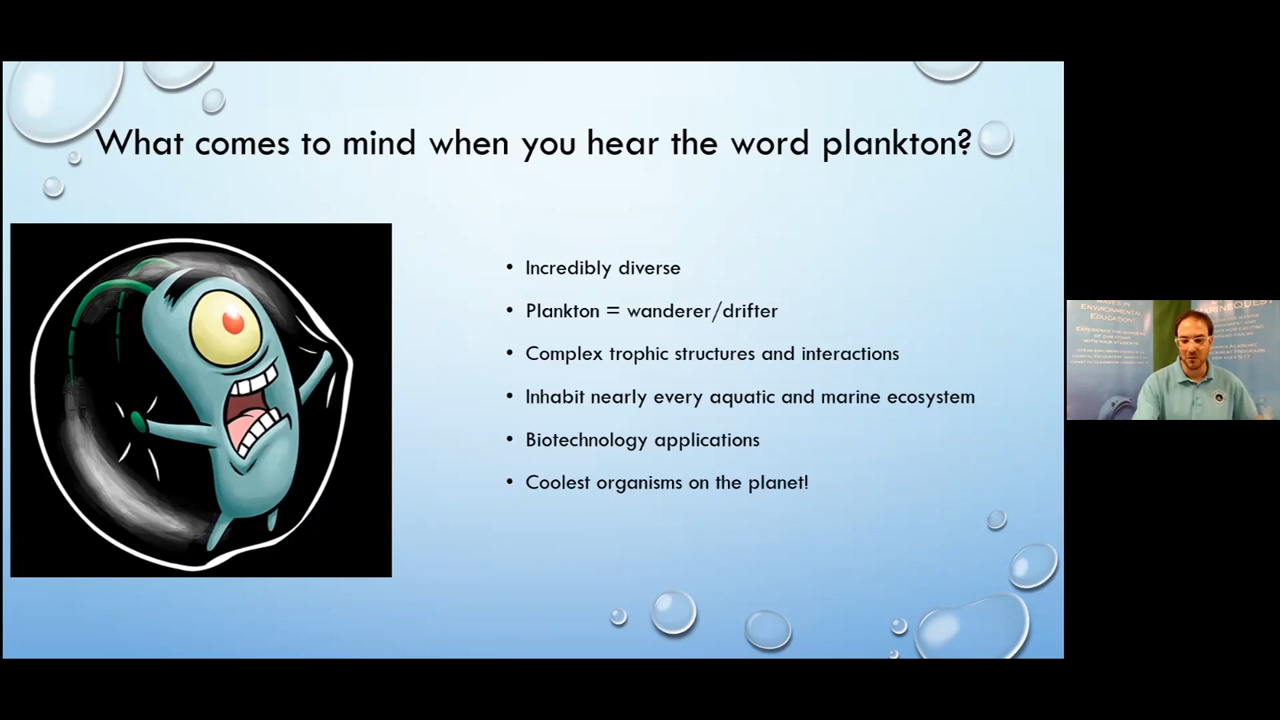 What comes to mind when you hear the word plankton?
• Incredibly diverse
• Plankton = wanderer/drifter
• Complex trophic structures and interactions
• Inhabit nearly every aquatic and marine ecosystem
• Biotechnology applications
• Coolest organisms on the planet!
Environmental
Education!